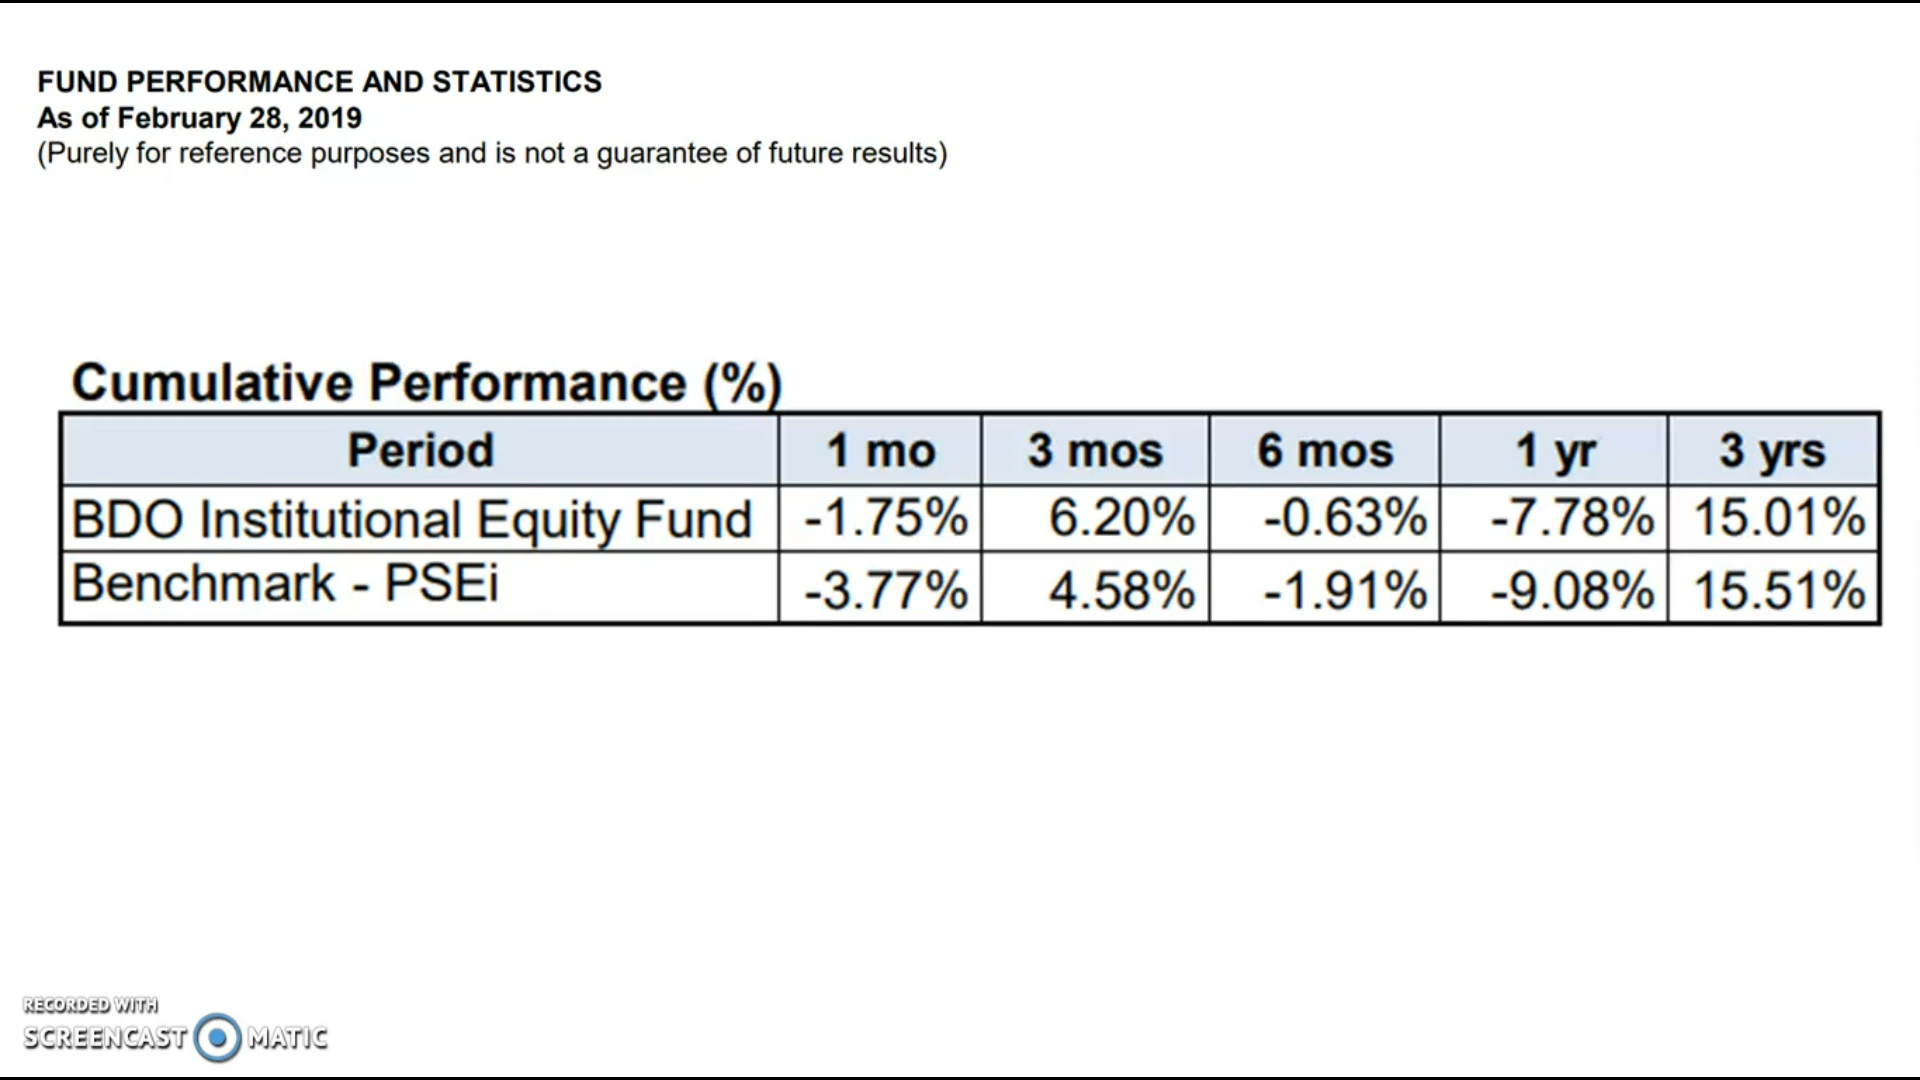 FUND PERFORMANCE AND STATISTICS
As of February 28, 2019
(Purely for reference purposes and is not a guarantee of future results)
Cumulative Performance (%)
Period 1 mo 3 mos 6 mos 1 yr 3 yrs
BDO Institutional Equity Fund -1.75% 6.20% -0.63% -7.78% 15.01%
Benchmark - PSEi -3.77% 4.58% -1.91% -9.08% 15.51%
RECORDED WITH
SCREENCAST MATIC